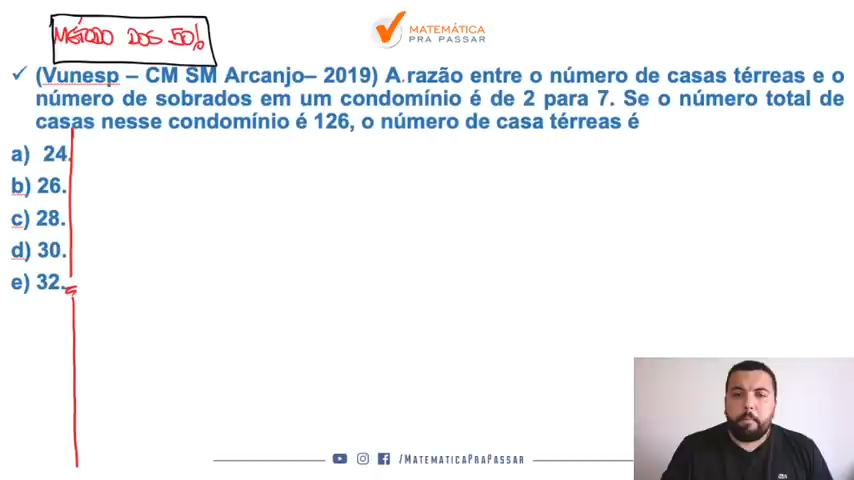 MÉTODO DOS 50%
MATEMÁTICA
PRA PASSAR
✓ (Vunesp – CM SM Arcanjo– 2019) A razão entre o número de casas térreas e o
número de sobrados em um condomínio é de 2 para 7. Se o número total de
casas nesse condomínio é 126, o número de casa térreas é
a) 24.
b) 26.
c) 28.
d) 30.
e) 32.
/MATEMATICAPRAPASSAR